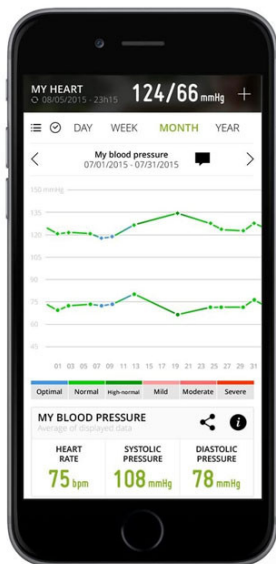 MY HEART
08/05/2015 - 23h15
124/66 mmHg +
DAY WEEK MONTH YEAR
My blood pressure
07/01/2015 - 07/31/2015
150 mmHg
135
120
105
90
75
60
45
01 03 05 07 09 11 13 15 17 19 21 23 25 27 29 31
Optimal Normal High-normal Mild Moderate Severe
MY BLOOD PRESSURE
Average of displayed data
HEART RATE
SYSTOLIC PRESSURE
DIASTOLIC PRESSURE
75 bpm
108 mmHg
78 mmHg